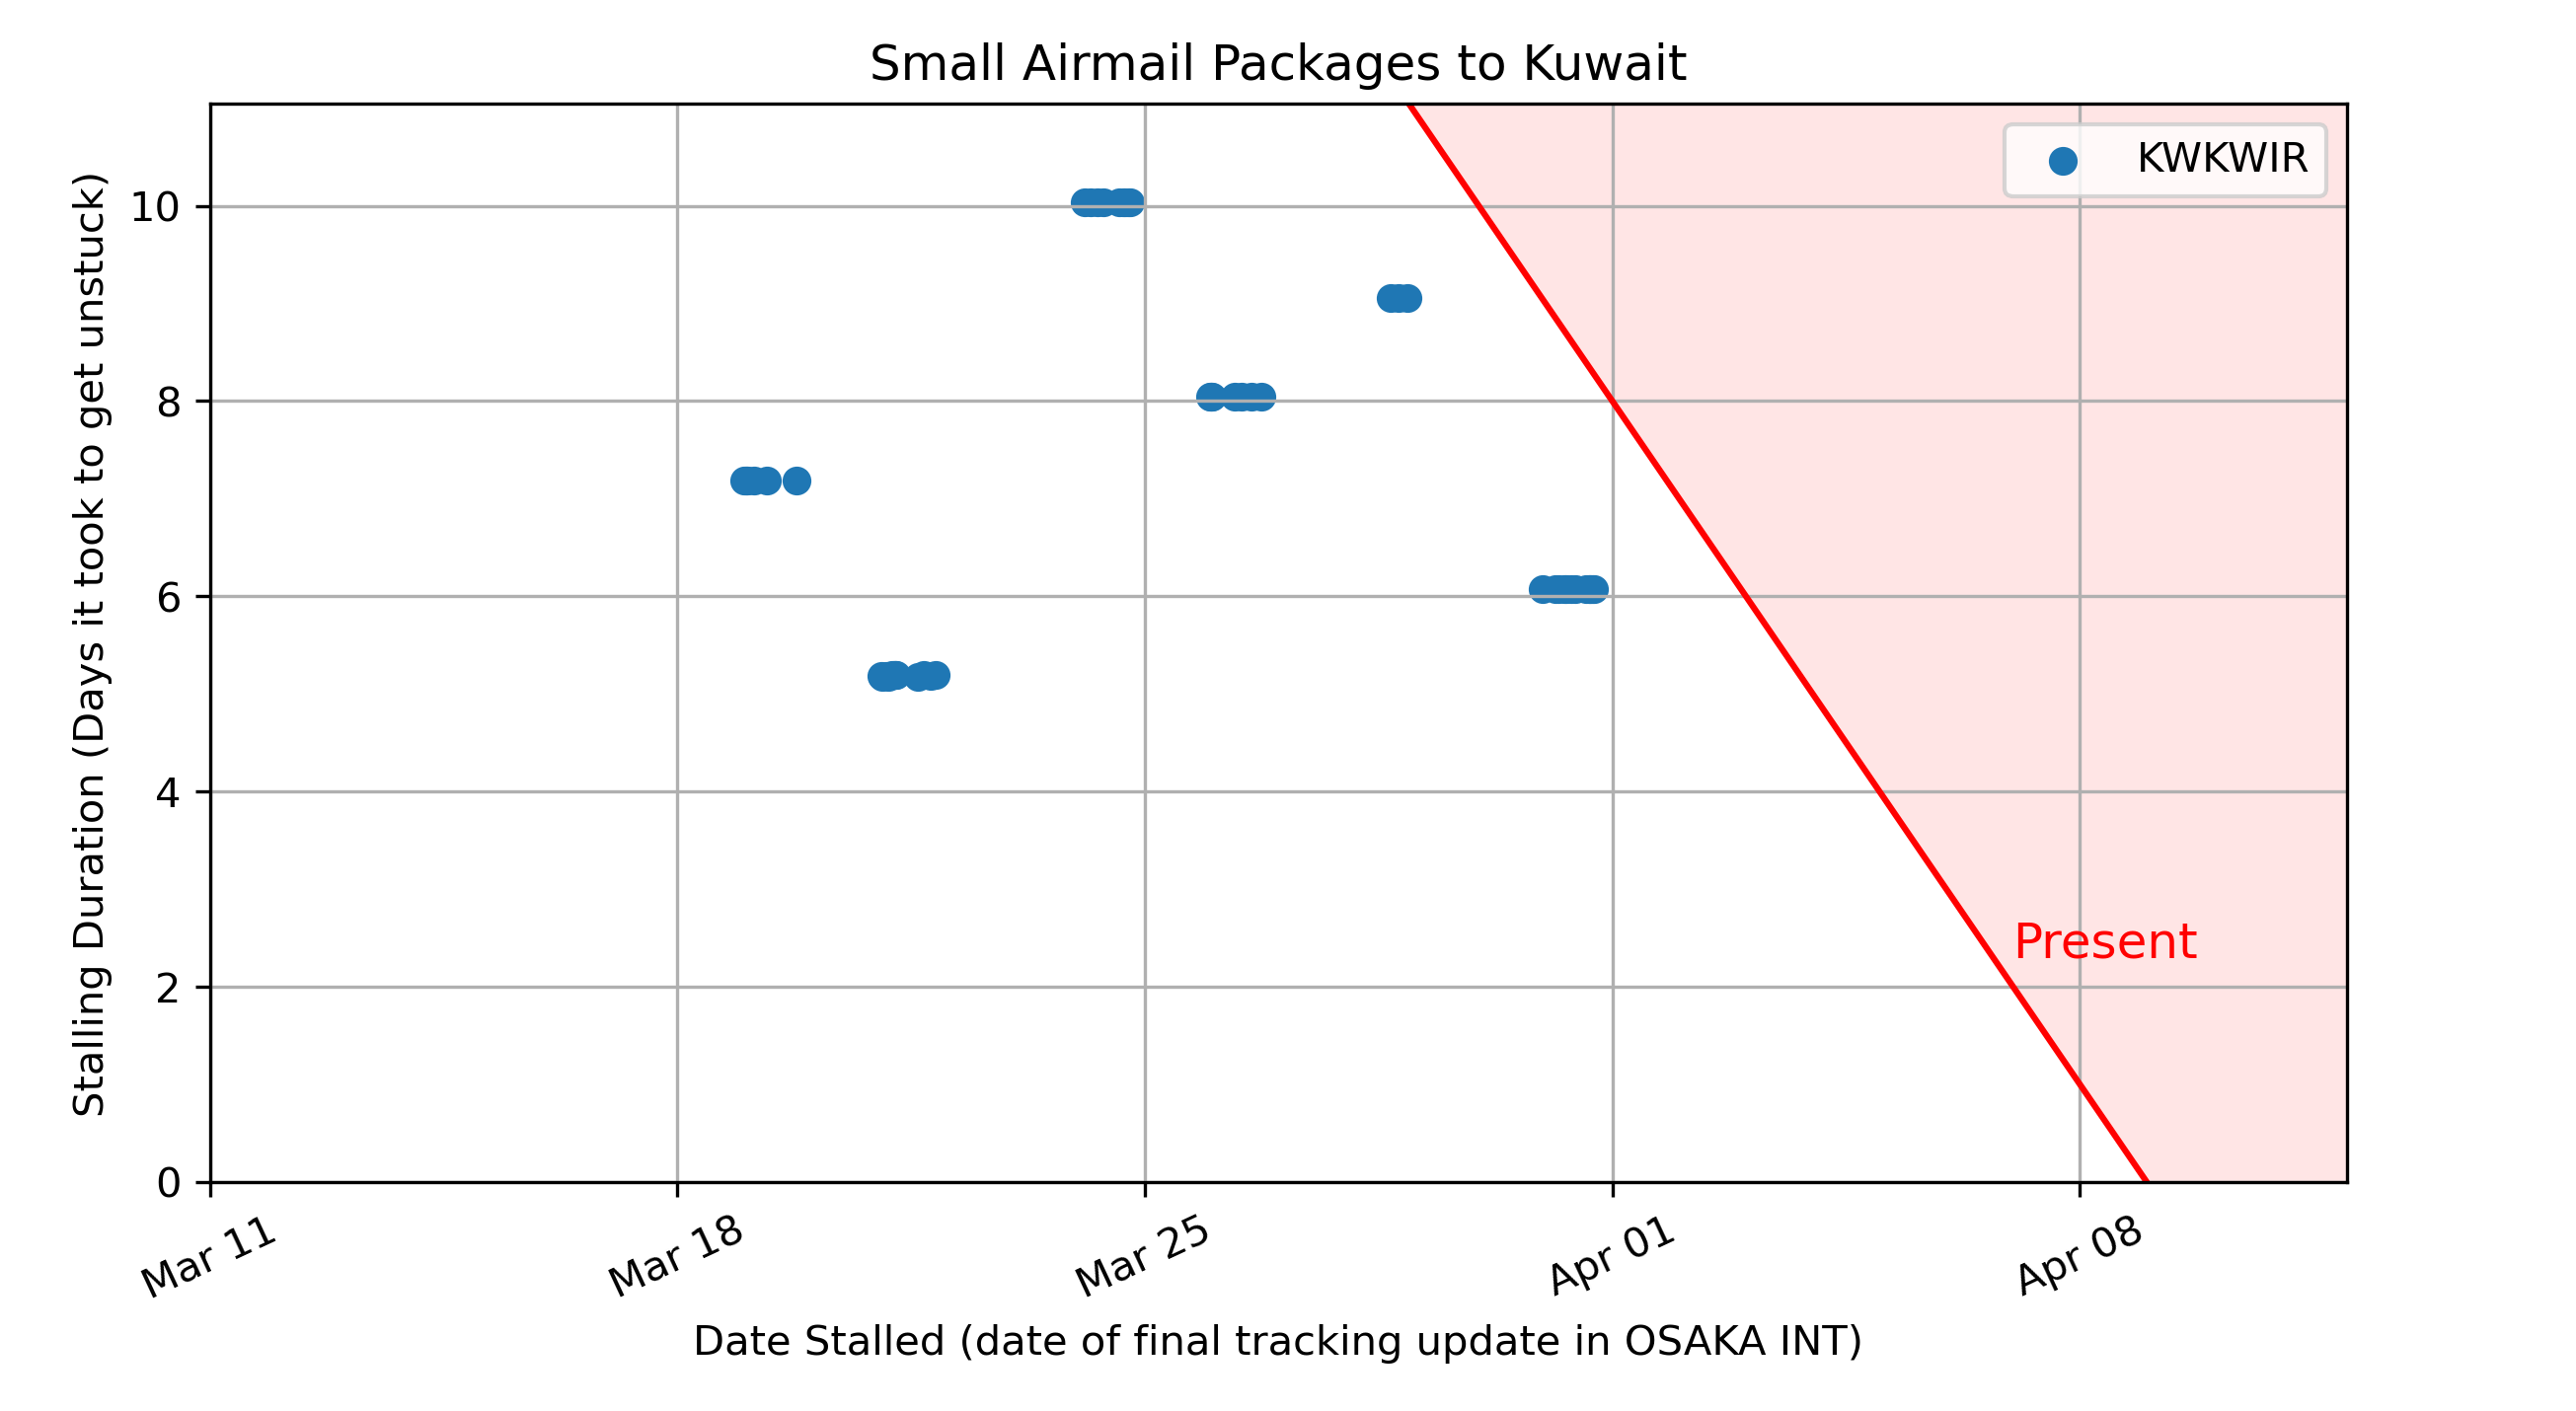 Small Airmail Packages to Kuwait
KWKWIR
Stalling Duration (Days it took to get unstuck)
10
8
6
4
2
0
Present
Mar 11
Mar 18
Mar 25
Apr 01
Apr 08
Date Stalled (date of final tracking update in OSAKA INT)